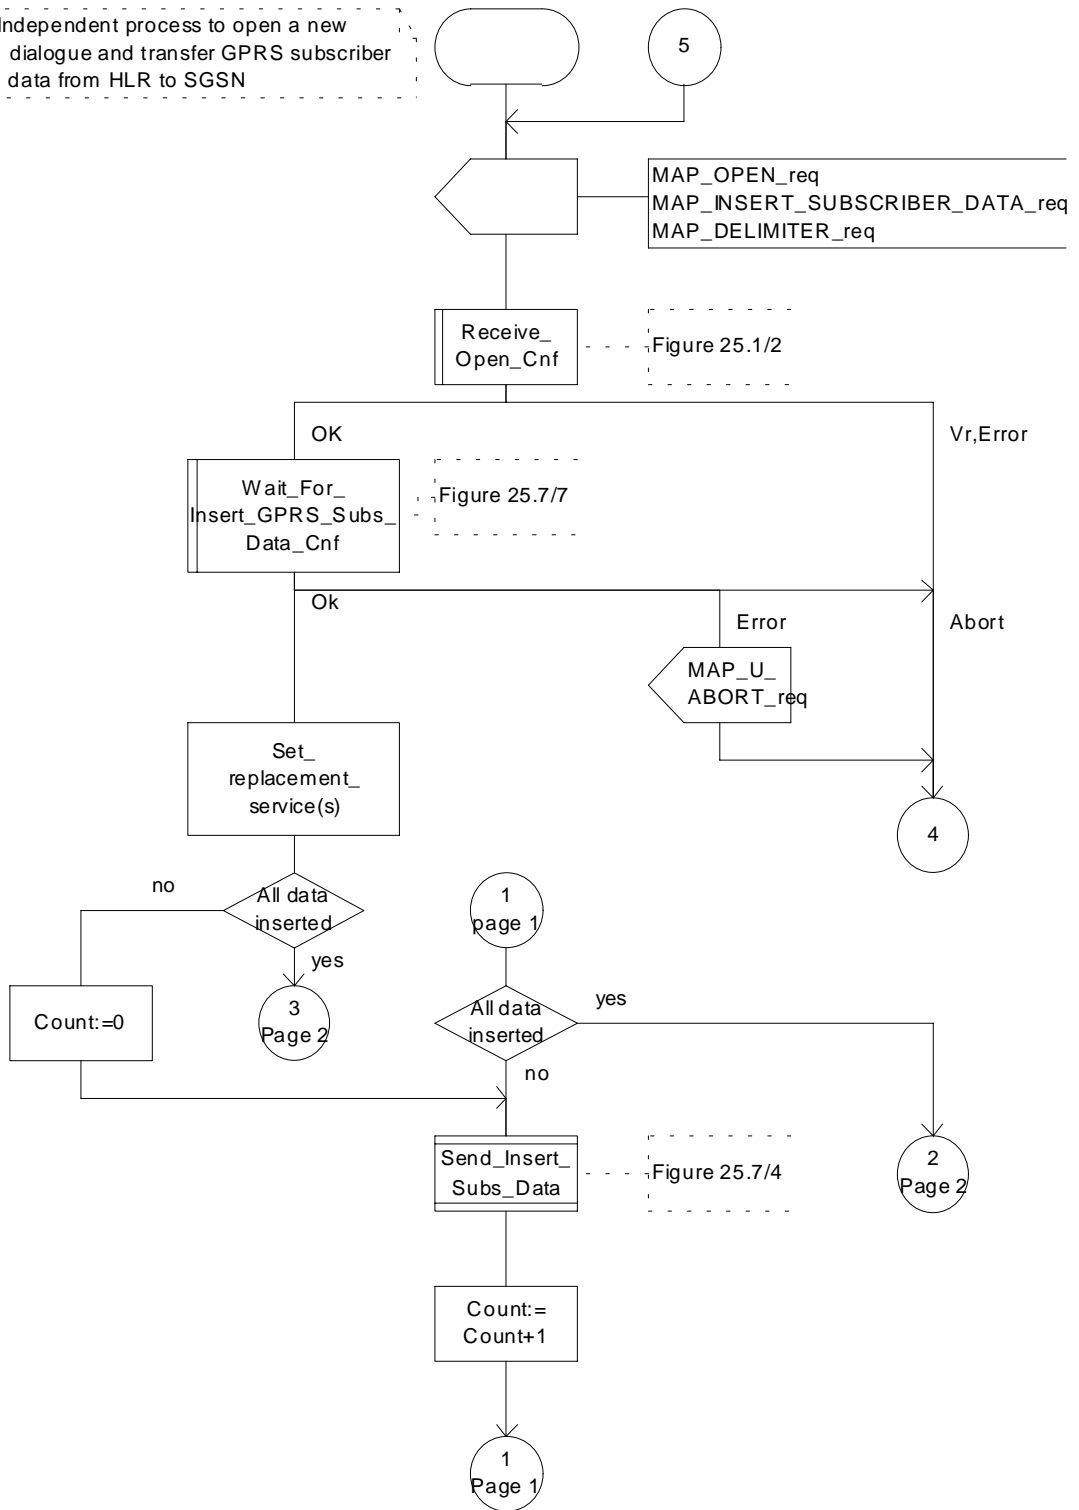 Independent process to open a new
dialogue and transfer GPRS subscriber
data from HLR to SGSN
5
MAP_OPEN_req
MAP_INSERT_SUBSCRIBER_DATA_req
MAP_DELIMITER_req
Receive_
Open_Cnf
Figure 25.1/2
OK
Vr,Error
Wait_For_
Insert_GPRS_Subs_
Data_Cnf
Figure 25.7/7
Ok
Error
Abort
MAP_U_
ABORT_req
Set_
replacement_
service(s)
4
no
All data
inserted
yes
1
page 1
Count:=0
3
Page 2
All data
inserted
yes
no
Send_Insert_
Subs_Data
Figure 25.7/4
2
Page 2
Count:=
Count+1
1
Page 1